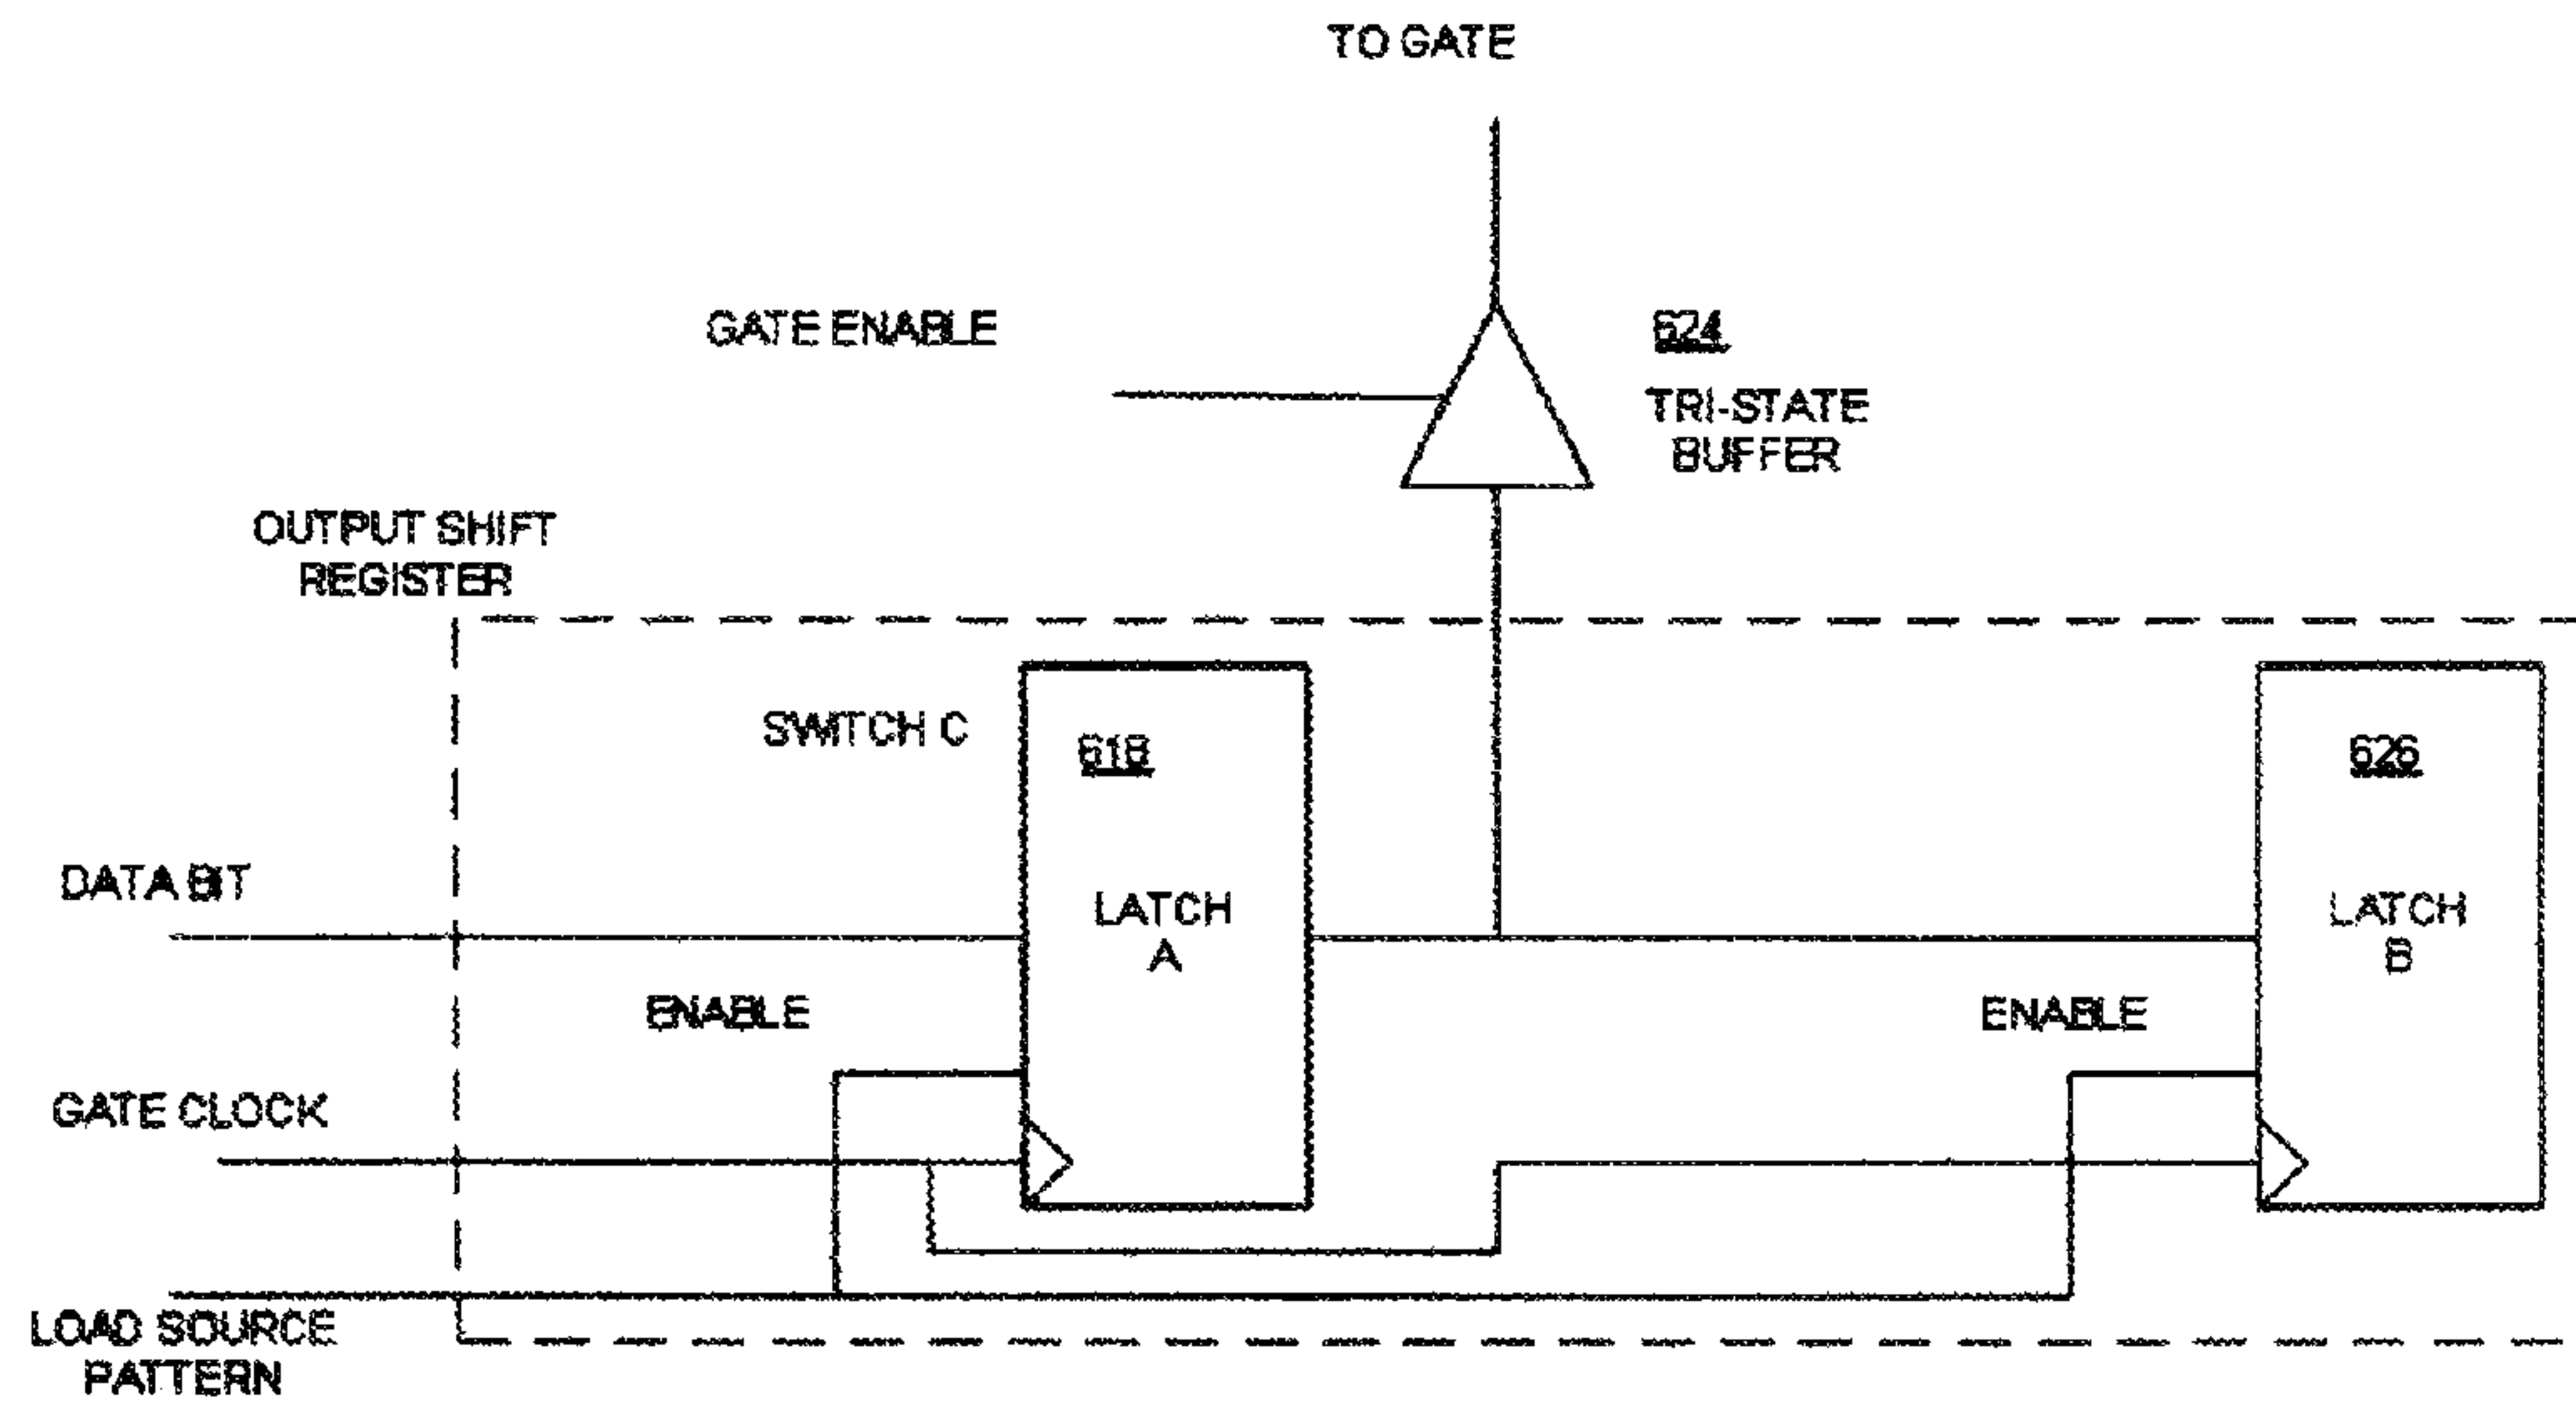 TO GATE
GATE ENABLE
624
TRI-STATE
BUFFER
OUTPUT SHIFT
REGISTER
SWITCH C
618
626
DATA BIT
LATCH
A
LATCH
B
ENABLE
ENABLE
GATE CLOCK
LOAD SOURCE
PATTERN